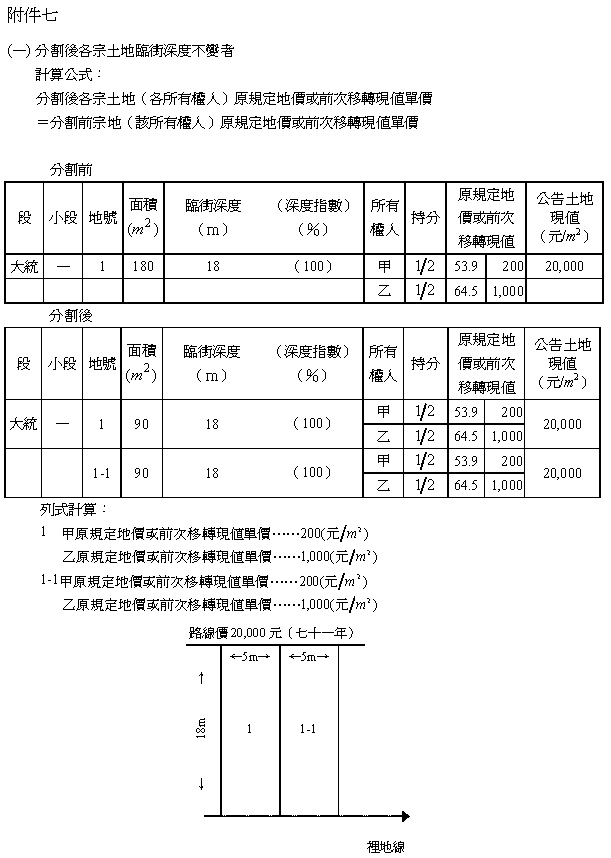 附件七
(一) 分割後各宗土地臨街深度不變者
計算公式：
分割後各宗土地（各所有權人）原規定地價或前次移轉現值單價
＝分割前宗地（該所有權人）原規定地價或前次移轉現值單價
分割前
段 小段 地號 面積(m²) 臨街深度（m） （深度指數）（%） 所有權人 持分 原規定地價或前次移轉現值 公告土地現值（元/m²）
大統 一 1 180 18 （100） 甲 1/2 53.9 200 20,000
乙 1/2 64.5 1,000
分割後
段 小段 地號 面積(m²) 臨街深度（m） （深度指數）（%） 所有權人 持分 原規定地價或前次移轉現值 公告土地現值（元/m²）
大統 一 1 90 18 （100） 甲 1/2 53.9 200 20,000
乙 1/2 64.5 1,000
1-1 90 18 （100） 甲 1/2 53.9 200 20,000
乙 1/2 64.5 1,000
列式計算：
1 甲原規定地價或前次移轉現值單價……200(元/m²)
乙原規定地價或前次移轉現值單價……1,000(元/m²)
1-1甲原規定地價或前次移轉現值單價……200(元/m²)
乙原規定地價或前次移轉現值單價……1,000(元/m²)
路線價20,000元（七十一年）
←5m→ ←5m→
↑
18m
↓
1 1-1
裡地線